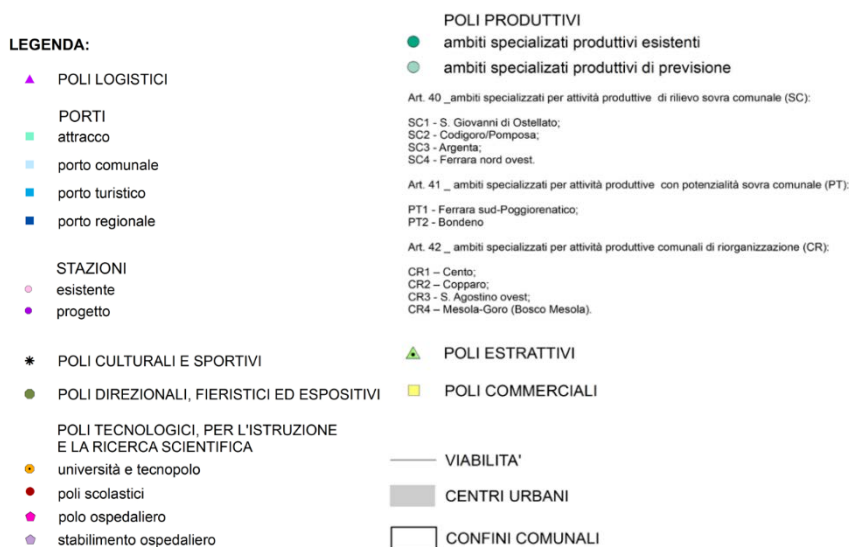 LEGENDA:
POLI LOGISTICI
PORTI
attracco
porto comunale
porto turistico
porto regionale
STAZIONI
esistente
progetto
POLI CULTURALI E SPORTIVI
POLI DIREZIONALI, FIERISTICI ED ESPOSITIVI
POLI TECNOLOGICI, PER L'ISTRUZIONE
E LA RICERCA SCIENTIFICA
università e tecnopolo
poli scolastici
polo ospedaliero
stabilimento ospedaliero
POLI PRODUTTIVI
ambiti specializati produttivi esistenti
ambiti specializati produttivi di previsione
Art. 40 _ambiti specializzati per attività produttive di rilievo sovra comunale (SC):
SC1 - S. Giovanni di Ostellato;
SC2 - Codigoro/Pomposa;
SC3 - Argenta;
SC4 - Ferrara nord ovest.
Art. 41 _ ambiti specializzati per attività produttive con potenzialità sovra comunale (PT):
PT1 - Ferrara sud-Poggiorenatico;
PT2 - Bondeno
Art. 42 _ ambiti specializzati per attività produttive comunali di riorganizzazione (CR):
CR1 – Cento;
CR2 – Copparo;
CR3 - S. Agostino ovest;
CR4 – Mesola-Goro (Bosco Mesola).
POLI ESTRATTIVI
POLI COMMERCIALI
VIABILITA'
CENTRI URBANI
CONFINI COMUNALI